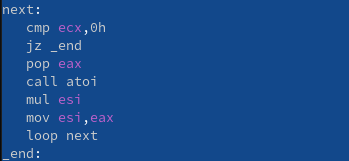 next:
cmp ecx,0h
jz _end
pop eax
call atoi
mul esi
mov esi,eax
loop next
_end: